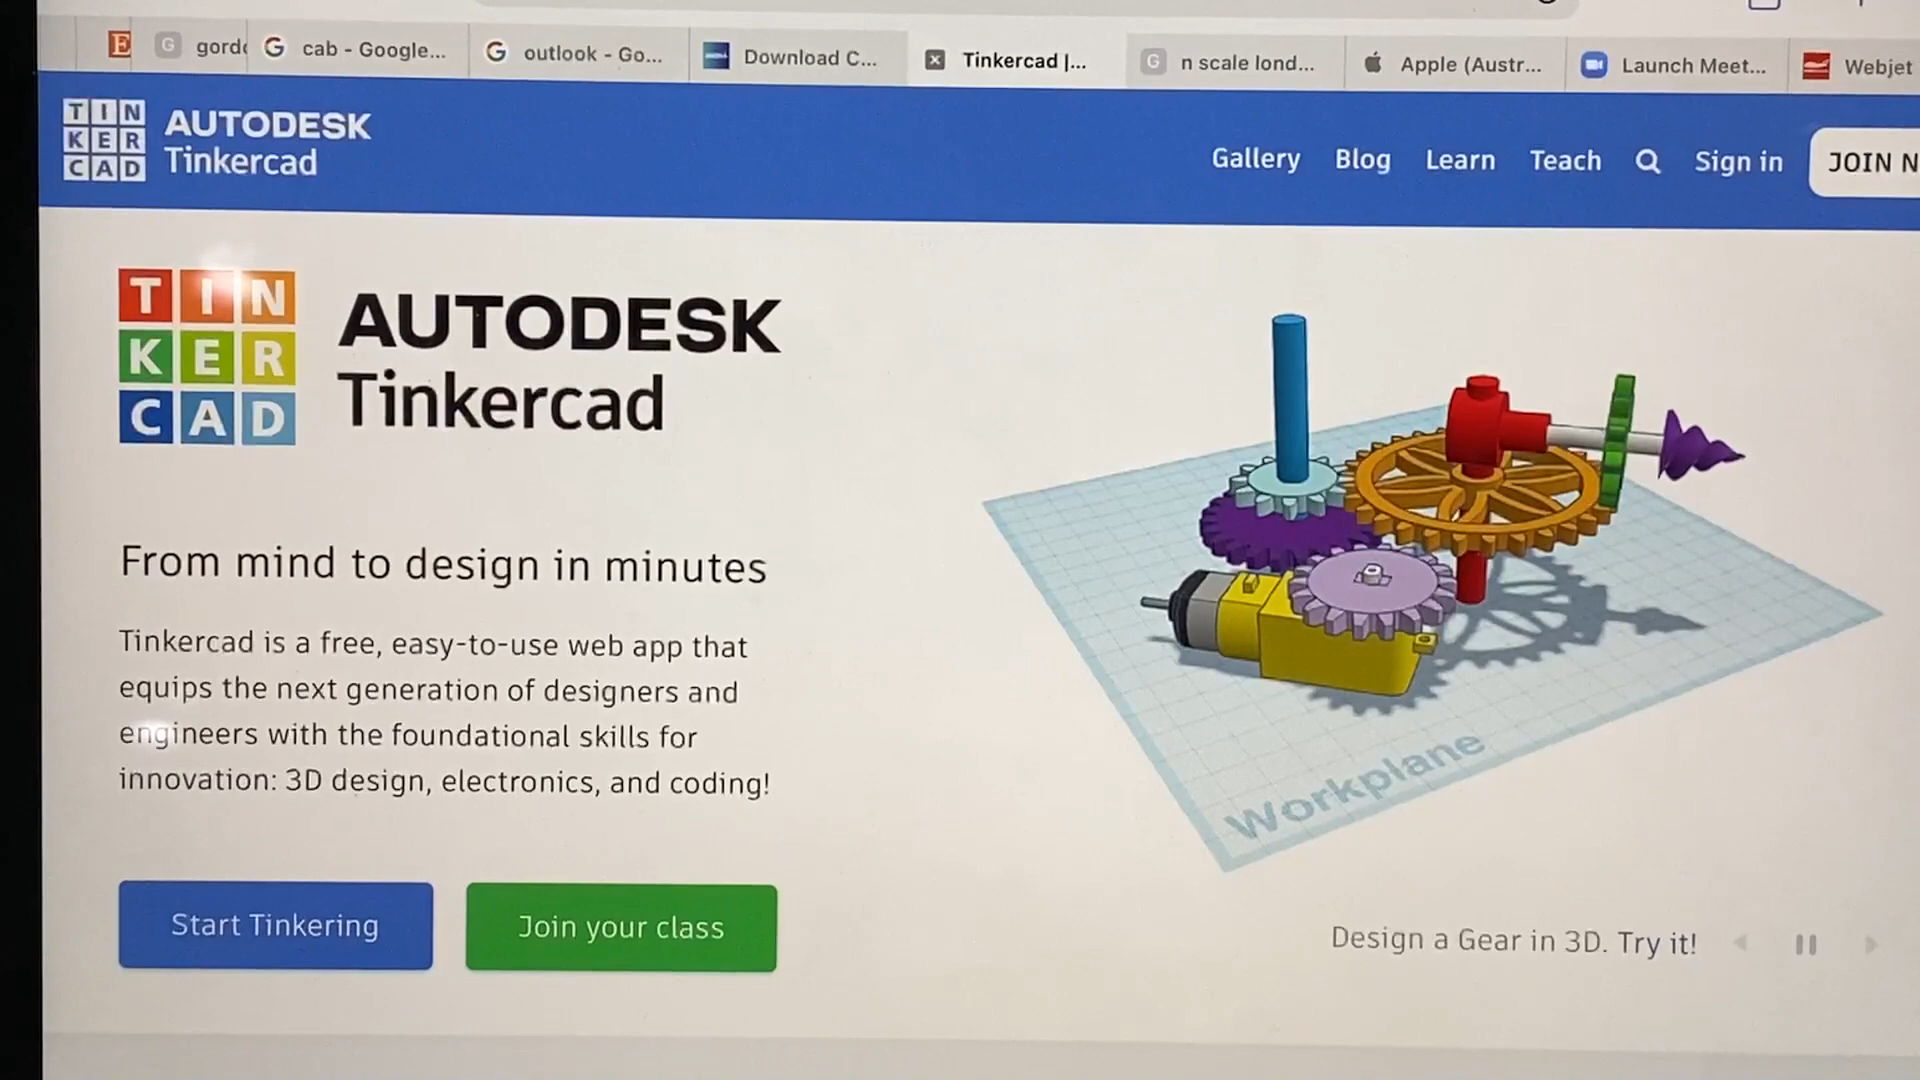 E
G gordo
G cab - Google...
G outlook - Go...
Download C...
Tinkercad |...
G n scale lond...
Apple (Austr...
Launch Meet...
Webjet
TIN
KER
CAD
AUTODESK
Tinkercad
Gallery Blog Learn Teach Sign in JOIN N
TIN
KER
CAD
AUTODESK
Tinkercad
From mind to design in minutes
Tinkercad is a free, easy-to-use web app that
equips the next generation of designers and
engineers with the foundational skills for
innovation: 3D design, electronics, and coding!
Workplane
Start Tinkering
Join your class
Design a Gear in 3D. Try it!